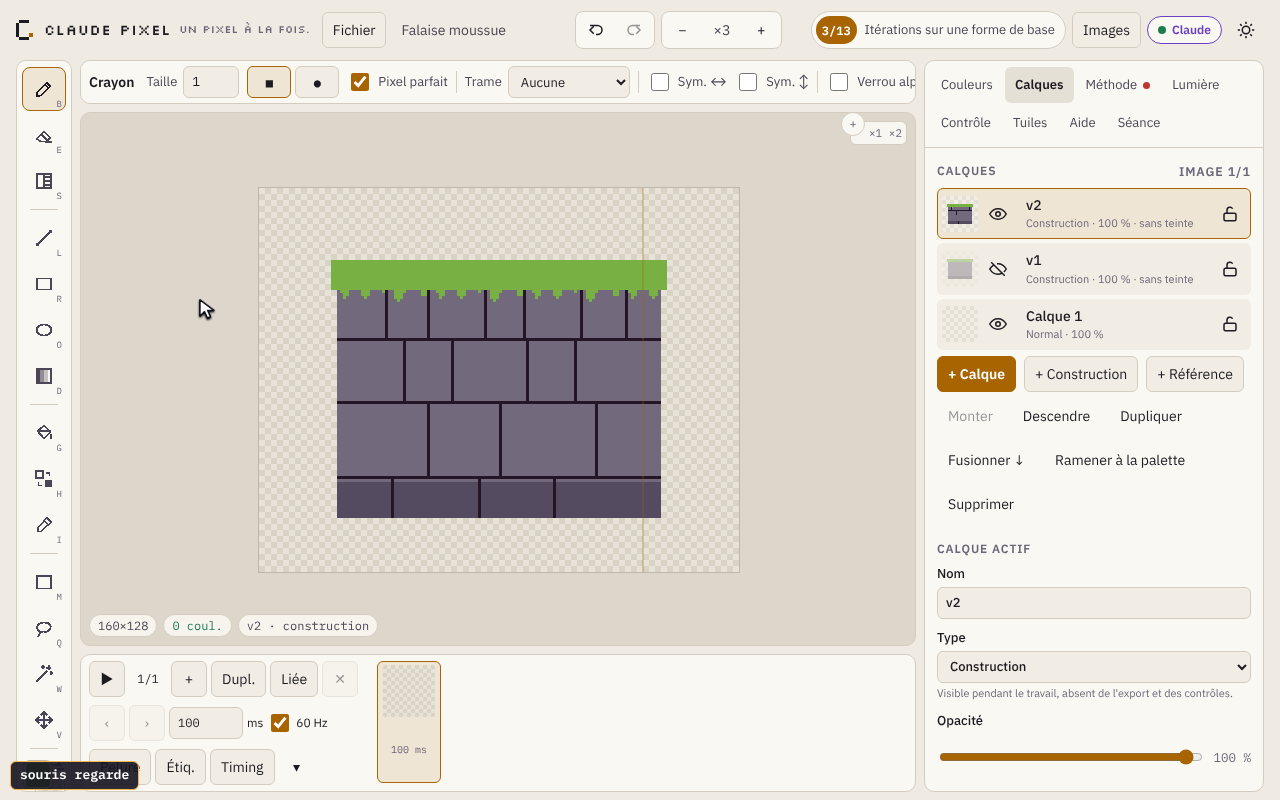 CLAUDE PIXEL UN PIXEL À LA FOIS. Fichier Falaise moussue − ×3 + 3/13 Itérations sur une forme de base Images Claude
Crayon Taille 1 Pixel parfait Trame Aucune Sym. ↔ Sym. ↕ Verrou alp
B
E
S
L
R
O
D
G
H
I
M
Q
W
V
+ ×1 ×2
160×128 0 coul. v2 · construction
1/1 + Dupl. Liée ×
‹ › 100 ms 60 Hz
Étiq. Timing ▼
100 ms
souris regarde
Couleurs Calques Méthode Lumière
Contrôle Tuiles Aide Séance
CALQUES IMAGE 1/1
v2
Construction · 100 % · sans teinte
v1
Construction · 100 % · sans teinte
Calque 1
Normal · 100 %
+ Calque + Construction + Référence
Monter Descendre Dupliquer
Fusionner ↓ Ramener à la palette
Supprimer
CALQUE ACTIF
Nom
v2
Type
Construction
Visible pendant le travail, absent de l'export et des contrôles.
Opacité
100 %